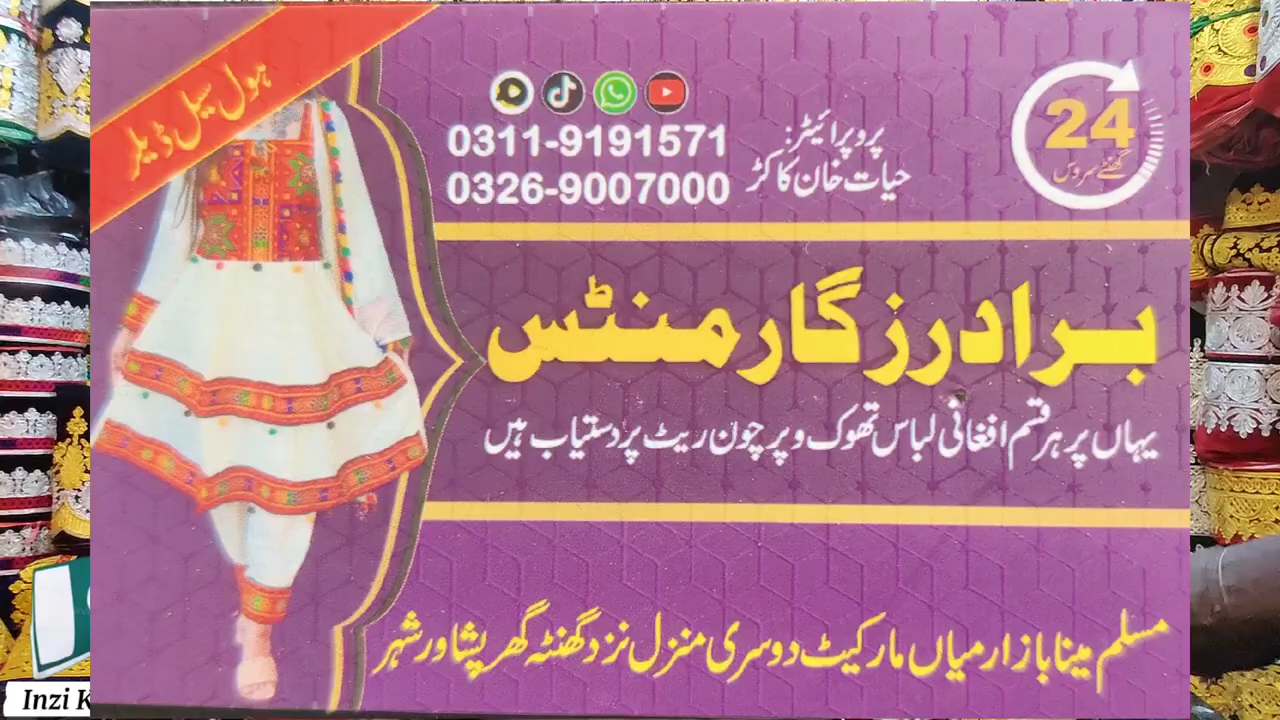 ہول سیل ڈیلر
0311-9191571
0326-9007000
پروپرائیٹر:
حیات خان کاکڑ
24
گھنٹے سروس
برادرز گارمنٹس
یہاں پر ہر قسم افغانی لباس تھوک و پرچون ریٹ پر دستیاب ہیں
مسلم مینا بازار میاں مارکیٹ دوسری منزل نزد گھنٹہ گھر پشاور شہر
Inzi K